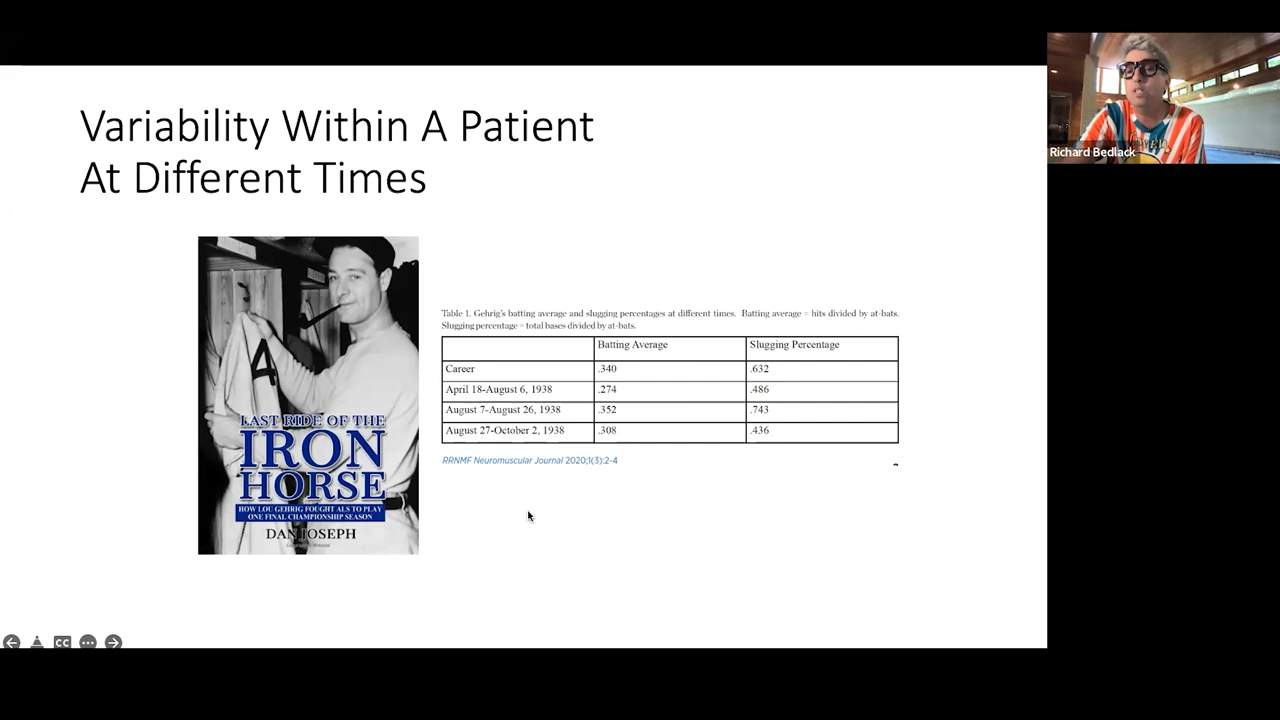 Variability Within A Patient
At Different Times
Richard Bedlack
4
LAST RIDE OF THE
IRON
HORSE
HOW LOU GEHRIG FOUGHT ALS TO PLAY
ONE FINAL CHAMPIONSHIP SEASON
DAN JOSEPH
Table 1. Gehrig's batting average and slugging percentages at different times. Batting average = hits divided by at-bats.
Slugging percentage = total bases divided by at-bats.
Batting Average Slugging Percentage
Career .340 .632
April 18-August 6, 1938 .274 .486
August 7-August 26, 1938 .352 .743
August 27-October 2, 1938 .308 .436
RRNMF Neuromuscular Journal 2020;1(3):2-4
CC